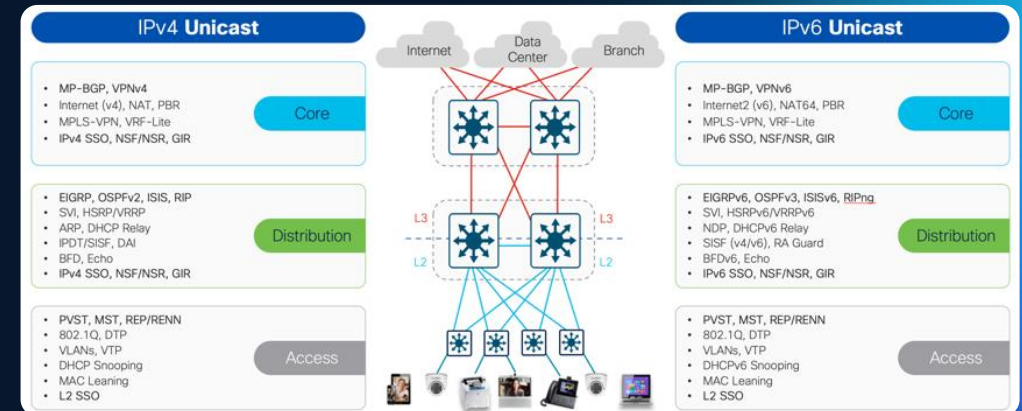 IPv4 Unicast
• MP-BGP, VPNv4
• Internet (v4), NAT, PBR
• MPLS-VPN, VRF-Lite
• IPv4 SSO, NSF/NSR, GIR
Core
• EIGRP, OSPFv2, ISIS, RIP
• SVI, HSRP/VRRP
• ARP, DHCP Relay
• IPDT/SISF, DAI
• BFD, Echo
• IPv4 SSO, NSF/NSR, GIR
Distribution
• PVST, MST, REP/RENN
• 802.1Q, DTP
• VLANs, VTP
• DHCP Snooping
• MAC Leaning
• L2 SSO
Access
Internet
Data
Center
Branch
L3
L3
L2
L2
IPv6 Unicast
• MP-BGP, VPNv6
• Internet2 (v6), NAT64, PBR
• MPLS-VPN, VRF-Lite
• IPv6 SSO, NSF/NSR, GIR
Core
• EIGRPv6, OSPFv3, ISISv6, RIPng
• SVI, HSRPv6/VRRPv6
• NDP, DHCPv6 Relay
• SISF (v4/v6), RA Guard
• BFDv6, Echo
• IPv6 SSO, NSF/NSR, GIR
Distribution
• PVST, MST, REP/RENN
• 802.1Q, DTP
• VLANs, VTP
• DHCPv6 Snooping
• MAC Leaning
• L2 SSO
Access